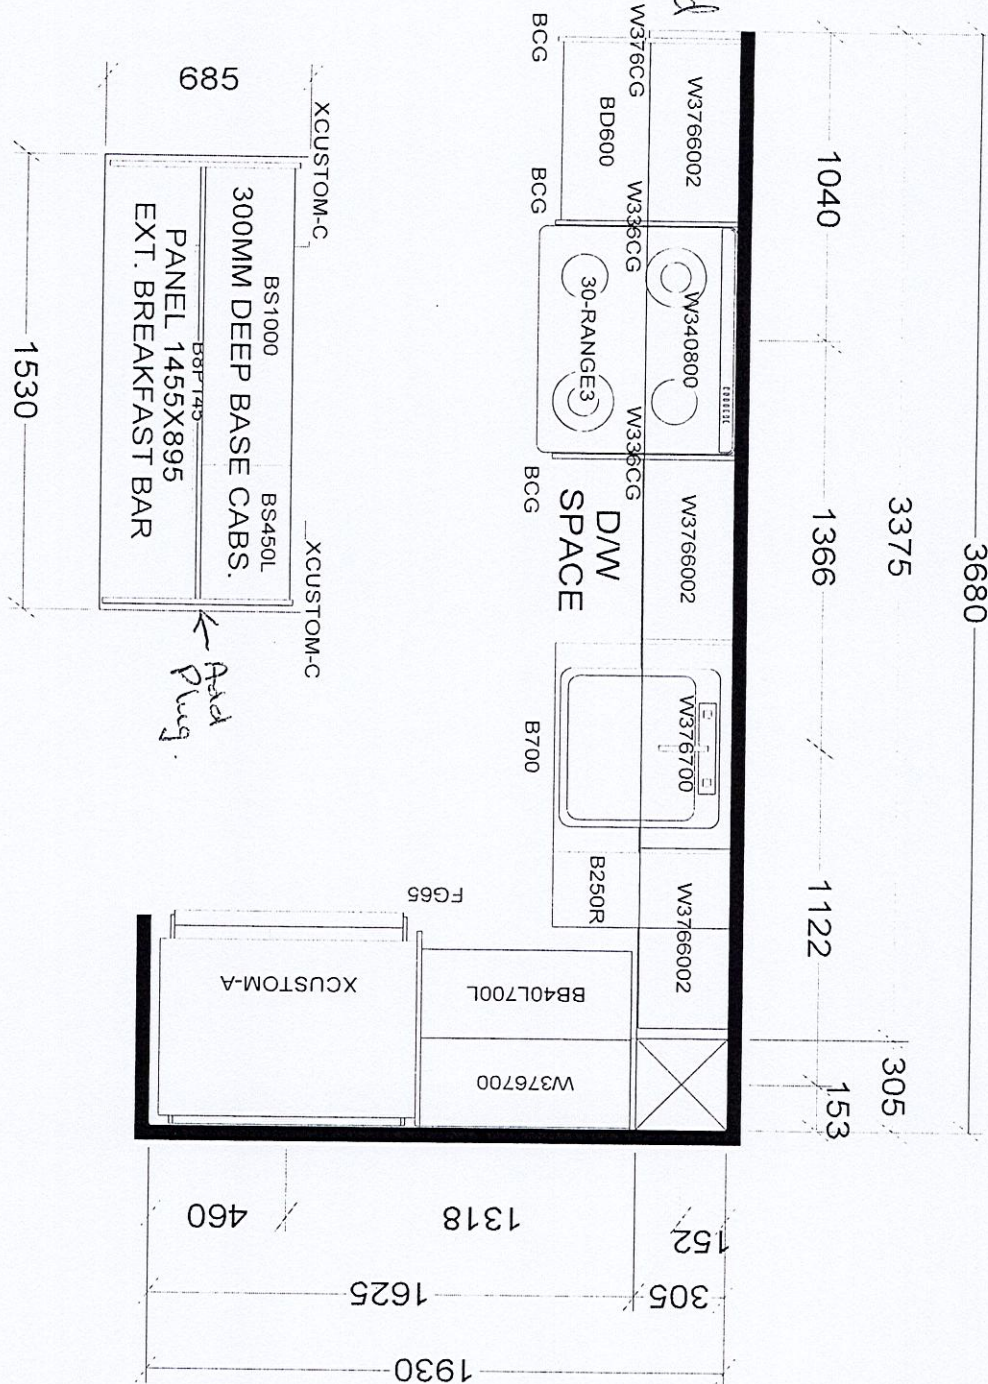 W376CG
BCG
W3766002
BD600
BCG
W336CG
W340800
30-RANGE3
W336CG
BCG
W3766002
D/W
SPACE
W376700
B700
B250R
W3766002
FG65
XCUSTOM-A
BB40L700L
W376700
XCUSTOM-C
BS1000
BS450L
300MM DEEP BASE CABS.
PANEL 1455X895
EXT. BREAKFAST BAR
XCUSTOM-C
← Add
Plug.
685
1530
1040
1366
1122
153
3375
305
3680
460
1318
152
1625
305
1930